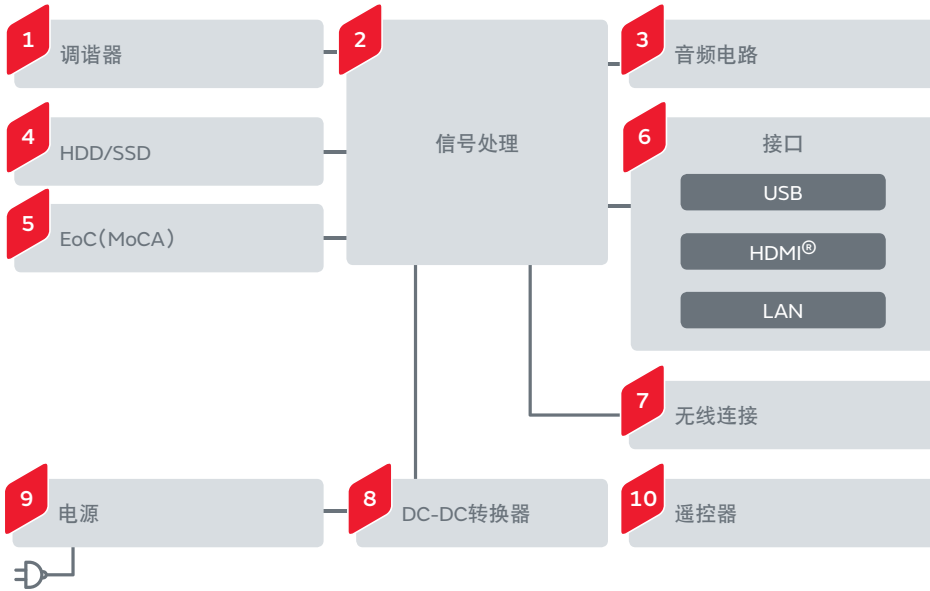 1
调谐器
2
信号处理
3
音频电路
4
HDD/SSD
5
EoC(MoCA)
6
接口
USB
HDMI®
LAN
7
无线连接
9
电源
8
DC-DC转换器
10
遥控器